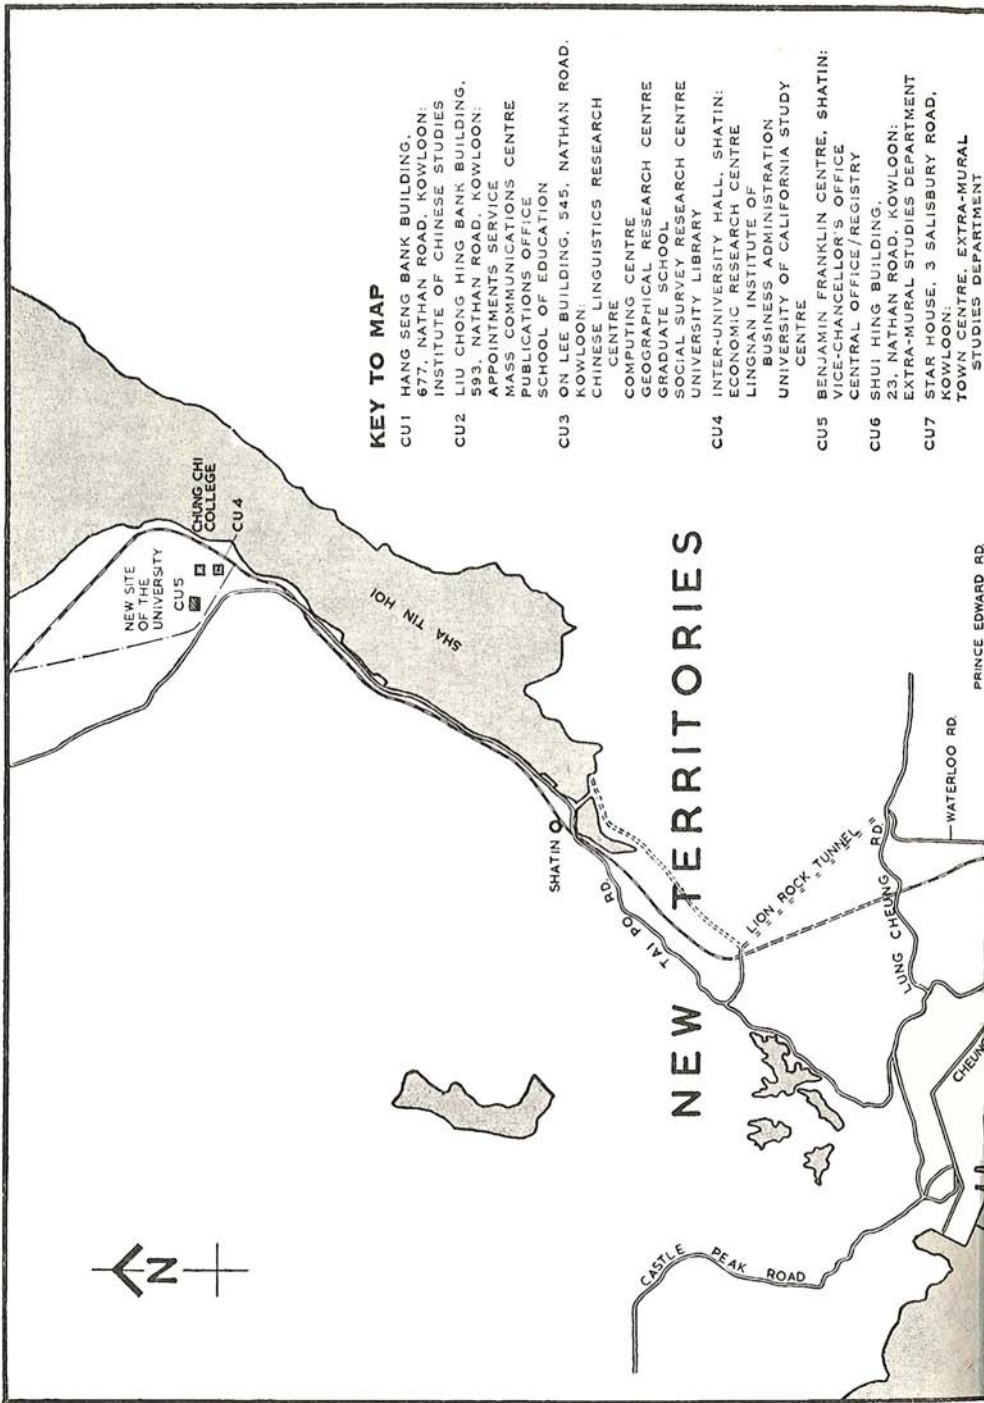 KEY TO MAP
CU1 HANG SENG BANK BUILDING,
677, NATHAN ROAD, KOWLOON:
INSTITUTE OF CHINESE STUDIES
CU2 LIU CHONG HING BANK BUILDING,
593, NATHAN ROAD, KOWLOON:
APPOINTMENTS SERVICE
MASS COMMUNICATIONS CENTRE
PUBLICATIONS OFFICE
SCHOOL OF EDUCATION
CU3 ON LEE BUILDING, 545, NATHAN ROAD,
KOWLOON:
CHINESE LINGUISTICS RESEARCH
CENTRE
COMPUTING CENTRE
GEOGRAPHICAL RESEARCH CENTRE
GRADUATE SCHOOL
SOCIAL SURVEY RESEARCH CENTRE
UNIVERSITY LIBRARY
CU4 INTER-UNIVERSITY HALL, SHATIN:
ECONOMIC RESEARCH CENTRE
LINGNAN INSTITUTE OF
BUSINESS ADMINISTRATION
UNIVERSITY OF CALIFORNIA STUDY
CENTRE
CU5 BENJAMIN FRANKLIN CENTRE, SHATIN:
VICE-CHANCELLOR'S OFFICE
CENTRAL OFFICE/REGISTRY
CU6 SHUI HING BUILDING,
23, NATHAN ROAD, KOWLOON:
EXTRA-MURAL STUDIES DEPARTMENT
CU7 STAR HOUSE, 3 SALISBURY ROAD,
KOWLOON:
TOWN CENTRE, EXTRA-MURAL
STUDIES DEPARTMENT
N
NEW SITE
OF THE
UNIVERSITY
CU5
CHUNG CHI
COLLEGE
CU4
SHA TIN HOI
SHATIN
NEW TERRITORIES
TAI PO RD.
LION ROCK TUNNEL
LUNG CHEUNG RD.
WATERLOO RD.
PRINCE EDWARD RD.
CASTLE PEAK ROAD
CHEUNG